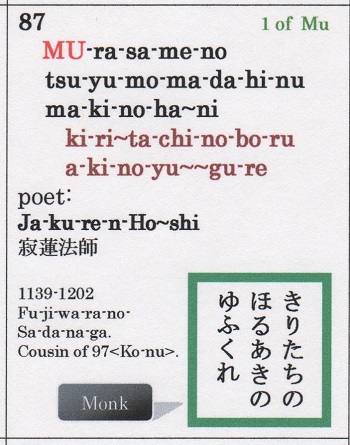 87
1 of Mu
MU-ra-sa-me-no
tsu-yu-mo-ma-da-hi-nu
ma-ki-no-ha~ni
ki-ri~ta-chi-no-bo-ru
a-ki-no-yu~~gu-re
poet:
Ja-ku-re-n-Ho~shi
寂蓮法師
1139-1202
Fu-ji-wa-ra-no-
Sa-da-na-ga.
Cousin of 97<Ko-nu>.
Monk
きりたちの
ほるあきの
ゆふくれ